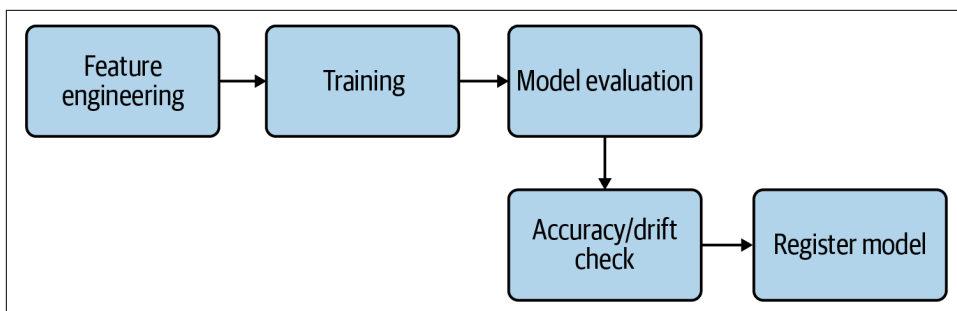 Feature
engineering
Training
Model evaluation
Accuracy/drift
check
Register model